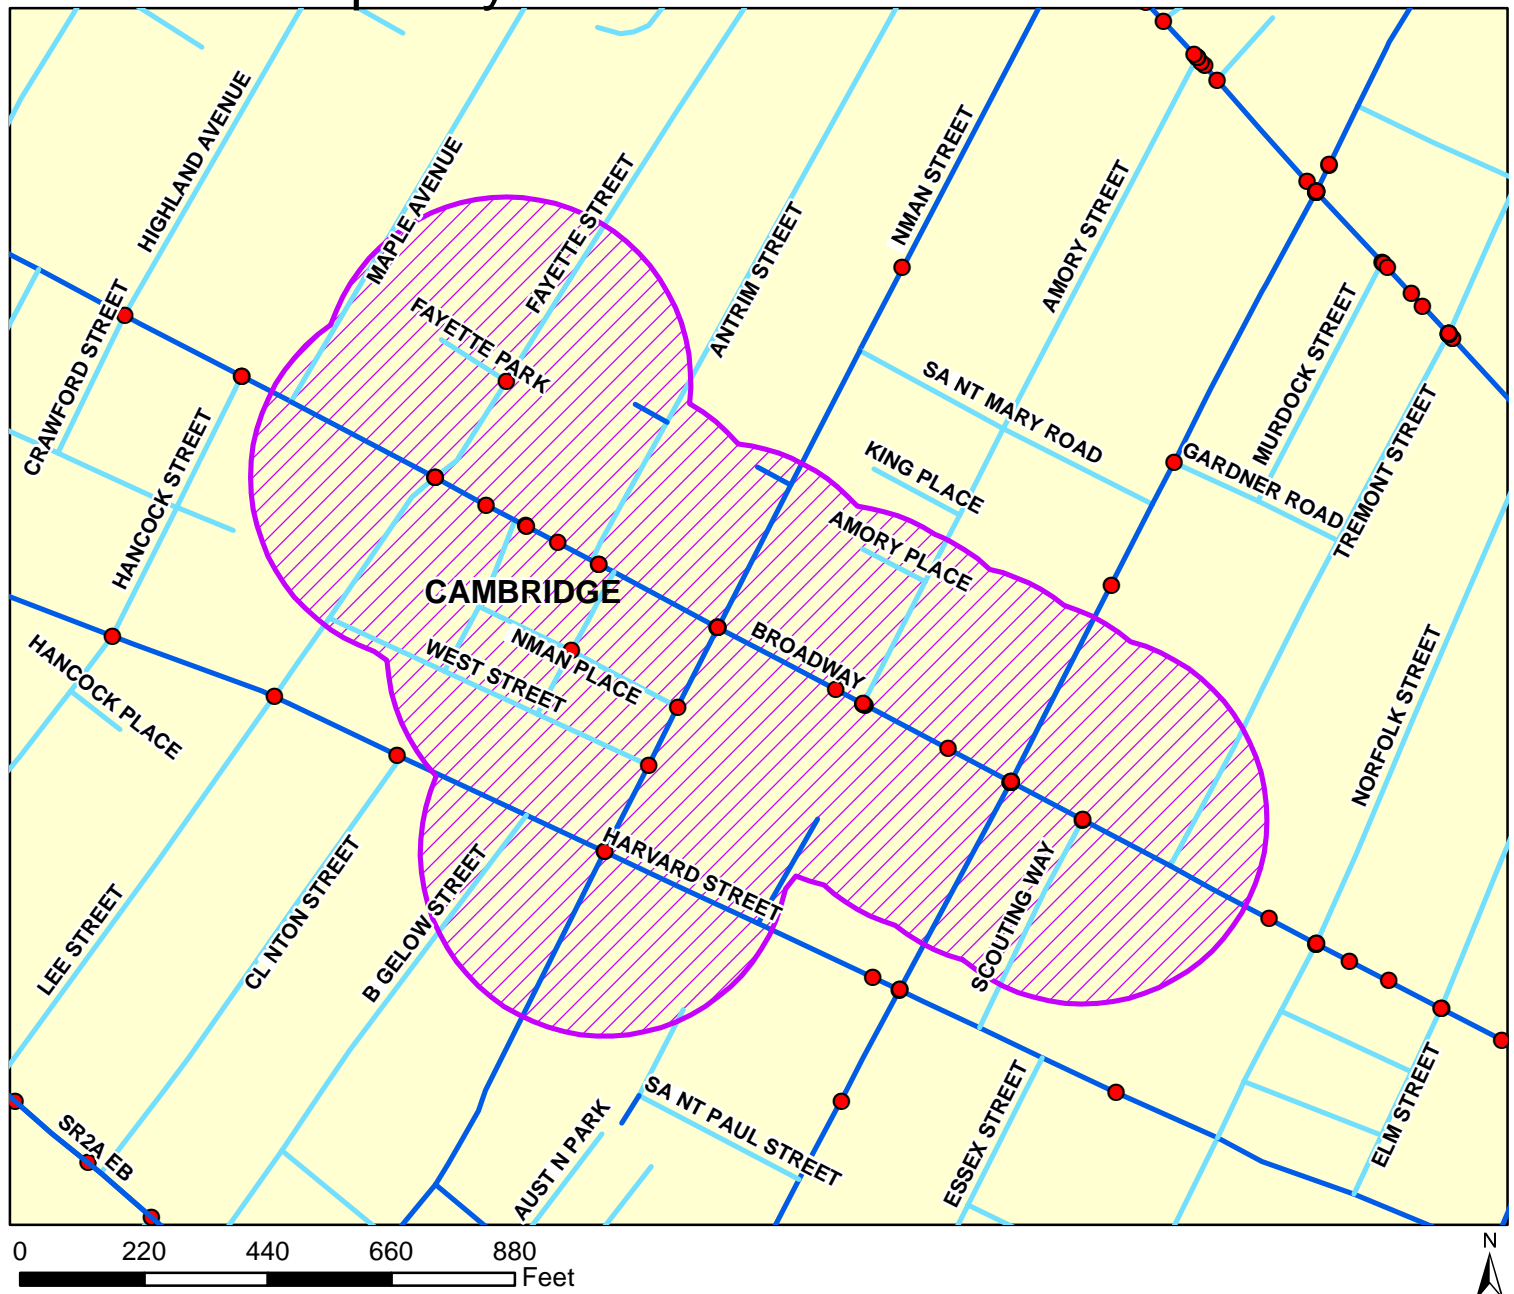 HIGHLAND AVENUE
MAPLE AVENUE
FAYETTE STREET
NMAN STREET
AMORY STREET
ANTRIM STREET
CRAWFORD STREET
FAYETTE PARK
MURDOCK STREET
SA NT MARY ROAD
TREMONT STREET
HANCOCK STREET
KING PLACE
GARDNER ROAD
AMORY PLACE
CAMBRIDGE
NMAN PLACE
WEST STREET
BROADWAY
HANCOCK PLACE
NORFOLK STREET
HARVARD STREET
SCOUTING WAY
LEE STREET
CL NTON STREET
B GELOW STREET
SR2A EB
AUST N PARK
SA NT PAUL STREET
ESSEX STREET
ELM STREET
0 220 440 660 880
Feet
N